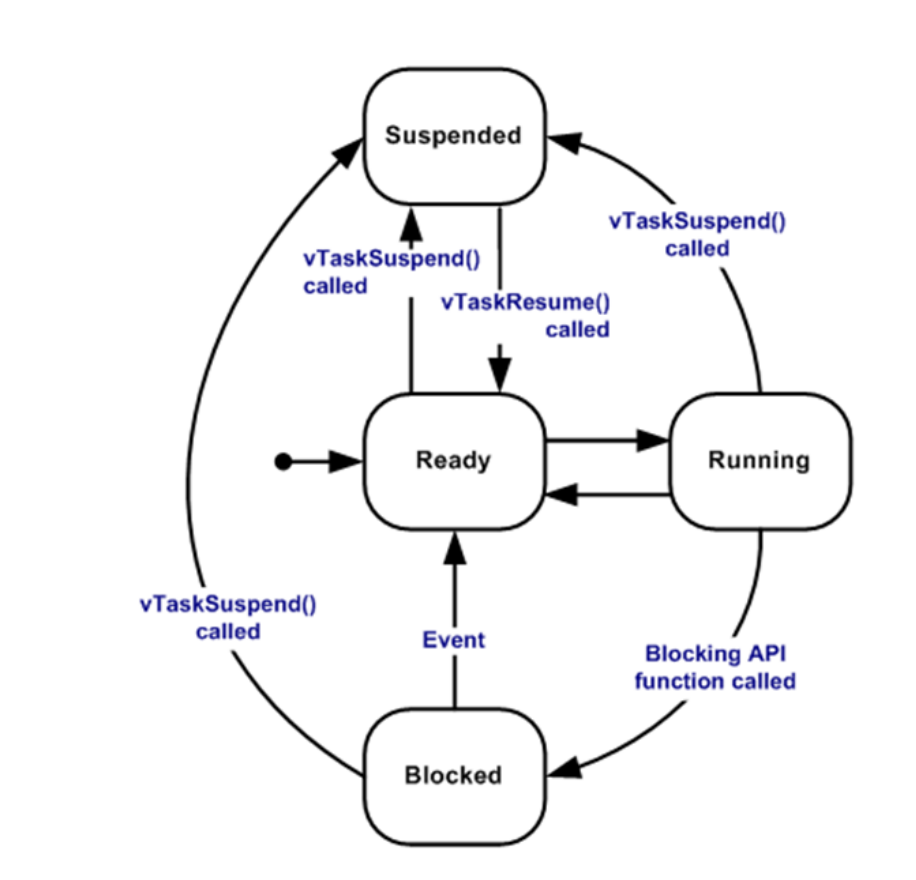 Suspended
vTaskSuspend()
called
vTaskSuspend()
called
vTaskResume()
called
Ready
Running
vTaskSuspend()
called
Event
Blocking API
function called
Blocked